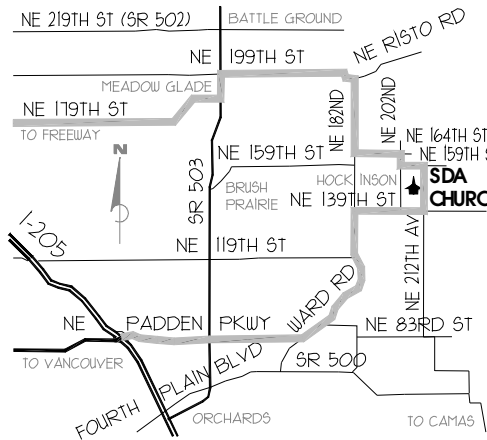 NE 219TH ST (SR 502)
BATTLE GROUND
NE 199TH ST
NE RISTO RD
MEADOW GLADE
NE 179TH ST
TO FREEWAY
NE 182ND
NE 202ND
NE 164TH ST
NE 159TH S
N
NE 159TH ST
SR 503
BRUSH
PRAIRIE
HOCKINSON
NE 139TH ST
SDA
CHURC
I-205
NE 119TH ST
NE 212TH AV
WARD RD
NE PADDEN PKWY
NE 83RD ST
TO VANCOUVER
FOURTH PLAIN BLVD
SR 500
ORCHARDS
TO CAMAS